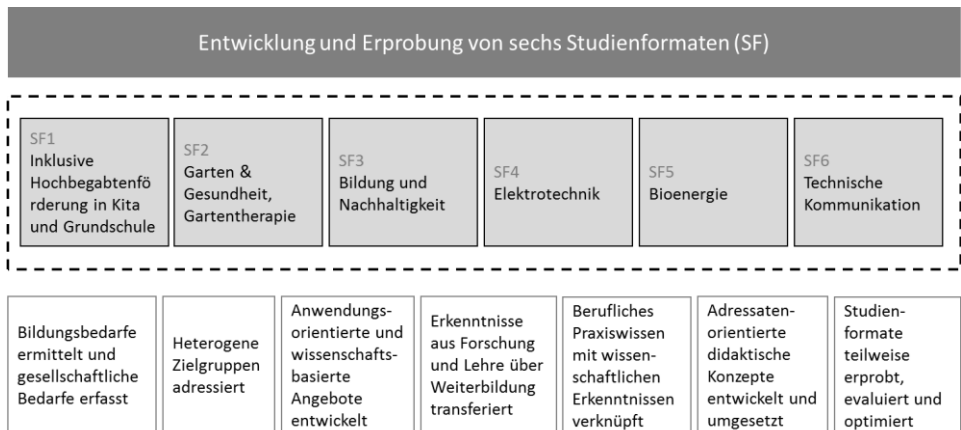 Entwicklung und Erprobung von sechs Studienformaten (SF)
SF1
Inklusive
Hochbegabtenfö
rderung in Kita
und Grundschule
SF2
Garten &
Gesundheit,
Gartentherapie
SF3
Bildung und
Nachhaltigkeit
SF4
Elektrotechnik
SF5
Bioenergie
SF6
Technische
Kommunikation
Bildungsbedarfe
ermittelt und
gesellschaftliche
Bedarfe erfasst
Heterogene
Zielgruppen
adressiert
Anwendungs-
orientierte und
wissenschafts-
basierte
Angebote
entwickelt
Erkenntnisse
aus Forschung
und Lehre über
Weiterbildung
transferiert
Berufliches
Praxiswissen
mit wissen-
schaftlichen
Erkenntnissen
verknüpft
Adressaten-
orientierte
didaktische
Konzepte
entwickelt und
umgesetzt
Studien-
formate
teilweise
erprobt,
evaluiert und
optimiert